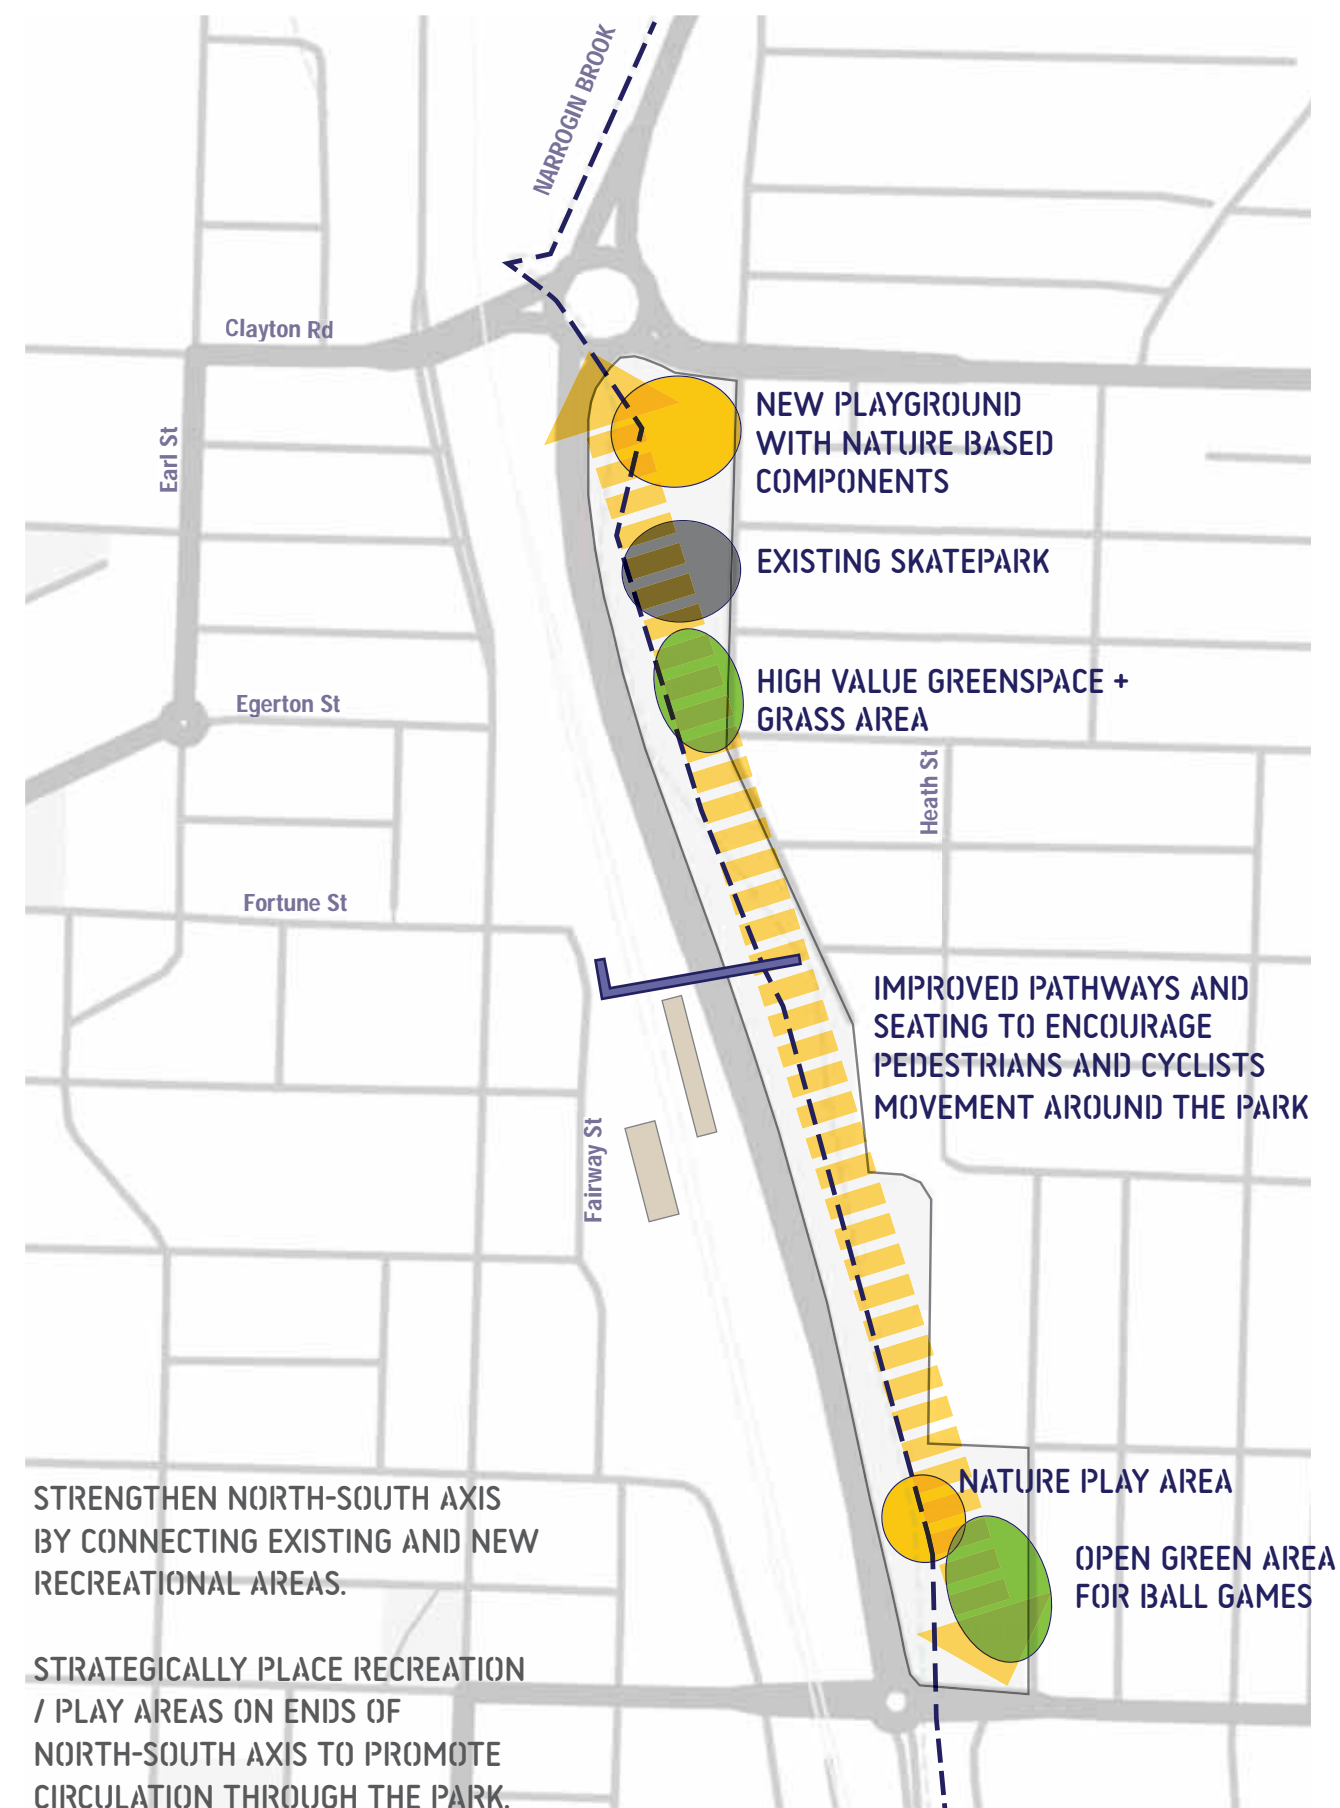 NARROGIN BROOK
Clayton Rd
Earl St
NEW PLAYGROUND
WITH NATURE BASED
COMPONENTS
EXISTING SKATEPARK
HIGH VALUE GREENSPACE +
GRASS AREA
Egerton St
Heath St
Fortune St
IMPROVED PATHWAYS AND
SEATING TO ENCOURAGE
PEDESTRIANS AND CYCLISTS
MOVEMENT AROUND THE PARK
Fairway St
NATURE PLAY AREA
OPEN GREEN AREA
FOR BALL GAMES
STRENGTHEN NORTH-SOUTH AXIS
BY CONNECTING EXISTING AND NEW
RECREATIONAL AREAS.
STRATEGICALLY PLACE RECREATION
/ PLAY AREAS ON ENDS OF
NORTH-SOUTH AXIS TO PROMOTE
CIRCULATION THROUGH THE PARK.